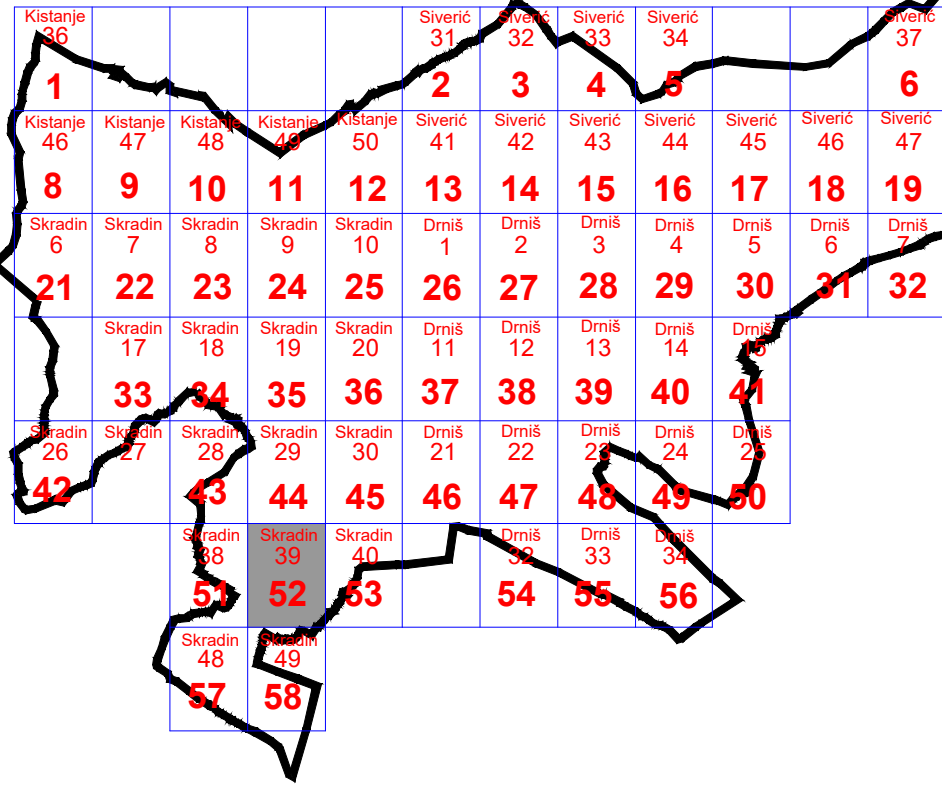 Kistanje Siverić Siverić Siverić Siverić Siverić
36 31 32 33 34 37
1 2 3 4 5 6
Kistanje Kistanje Kistanje Kistanje Kistanje Siverić Siverić Siverić Siverić Siverić Siverić Siverić
46 47 48 49 50 41 42 43 44 45 46 47
8 9 10 11 12 13 14 15 16 17 18 19
Skradin Skradin Skradin Skradin Skradin Drniš Drniš Drniš Drniš Drniš Drniš Drniš
6 7 8 9 10 1 2 3 4 5 6 7
21 22 23 24 25 26 27 28 29 30 31 32
Skradin Skradin Skradin Skradin Drniš Drniš Drniš Drniš Drniš
17 18 19 20 11 12 13 14 15
33 34 35 36 37 38 39 40 41
Skradin Skradin Skradin Skradin Skradin Drniš Drniš Drniš Drniš Drniš
26 27 28 29 30 21 22 23 24 25
42 43 44 45 46 47 48 49 50
Skradin Skradin Skradin Drniš Drniš Drniš
38 39 40 32 33 34
51 52 53 54 55 56
Skradin Skradin
48 49
57 58